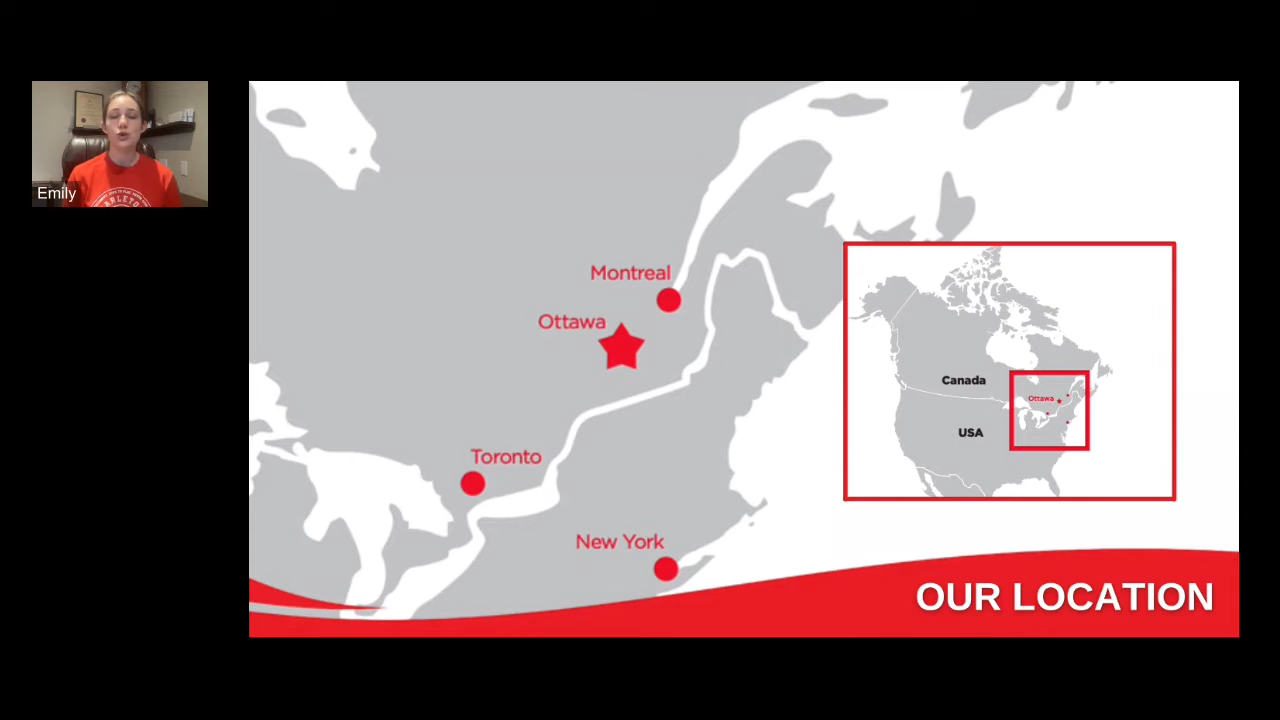 Emily
Montreal
Ottawa
Toronto
New York
Canada
Ottawa
USA
OUR LOCATION